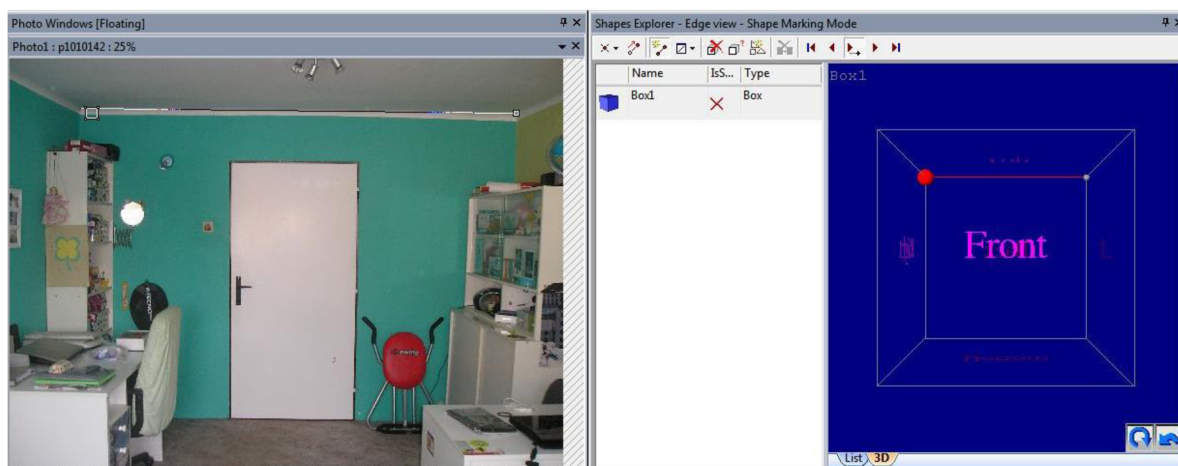 Photo Windows [Floating]
Photo1 : p1010142 : 25%
ewing
Shapes Explorer - Edge view - Shape Marking Mode
Name IsS... Type
Box1 Box
Box1
Front
List 3D